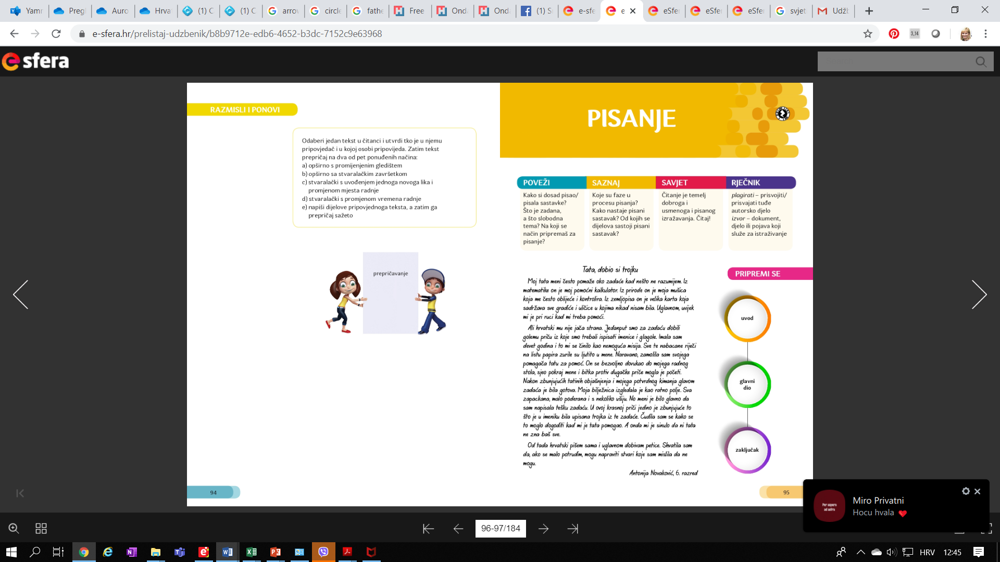 Yamr
Pregl
Auro
Hrvat
(1) C
(1) C
arrov
circle
fathe
Free
Onda
Onda
(1) S
e-sfe
e
eSfer
eSfer
eSfer
svjet
Udžb
e-sfera.hr/prelistaj-udzbenik/b8b9712e-edb6-4652-b3dc-7152c9e63968
3,14
e sfera
RAZMISLI I PONOVI
Odaberi jedan tekst u čitanci i utvrdi tko je u njemu
pripovjedač i u kojoj osobi pripovijeda. Zatim tekst
prepričaj na dva od pet ponuđenih načina:
a) opširno s promijenjenim gledištem
b) opširno sa stvaralačkim završetkom
c) stvaralački s uvođenjem jednoga novoga lika i
promjenom mjesta radnje
d) stvaralački s promjenom vremena radnje
e) napiši dijelove pripovjednoga teksta, a zatim ga
prepričaj sažeto
prepričavanje
94
PISANJE
POVEŽI
Kako si dosad pisao/
pisala sastavke?
Što je zadana,
a što slobodna
tema? Na koji se
način pripremaš za
pisanje?
SAZNAJ
Koje su faze u
procesu pisanja?
Kako nastaje pisani
sastavak? Od kojih se
dijelova sastoji pisani
sastavak?
SAVJET
Čitanje je temelj
dobroga i
usmenoga i pisanog
izražavanja. Čitaj!
RJEČNIK
plagirati – prisvojiti/
prisvajati tuđe
autorsko djelo
izvor – dokument,
djelo ili pojava koji
služe za istraživanje
Tata, dobio si trojku
Moj tata meni često pomaže oko zadaće kad nešto ne razumijem. Iz
matematike on je moj pomoćni kalkulator. Iz prirode on je moja mušica
koja me često oblijeće i kontrolira. Iz zemljopisa on je velika karta koja
sadržava sve gradiće i uličice u kojima nikad nisam bila. Uglavnom, uvijek
mi je pri ruci kad mi treba pomoći.
Ali hrvatski mu nije jača strana. Jedanput smo za zadaću dobili
golemu priču iz koje smo trebali ispisati imenice i glagole. Imala sam
devet godina i to mi se činilo kao nemoguća misija. Sve te nabacane riječi
na listu papira zurile su ljutito u mene. Naravano, zamolila sam svojega
pomagača tatu za pomoć. On se bezvoljno dovukao do mojega radnog
stola, sjeo pokraj mene i bitka protiv dugačke priče mogla je početi.
Nakon zbunjujućih tatinih objašnjenja i mojega potvrdnog kimanja glavom
zadaća je bila gotova. Moja bilježnica izgledala je kao ratno polje. Sva
zapackana, malo poderana i s nekoliko ušiju. No meni je bilo glavno da
sam napisala tešku zadaću. U ovoj krasnoj priči jedino je zbunjujuće to
što je u imeniku bila upisana trojka iz te zadaće. Čudila sam se kako se
to moglo dogoditi kad mi je tata pomogao. A onda mi je sinulo da ni tata
ne zna baš sve.
Od tada hrvatski pišem sama i uglavnom dobivam petice. Shvatila sam
da, ako se malo potrudim, mogu napraviti stvari koje sam mislila da ne
mogu.
Antonija Novaković, 6. razred
PRIPREMI SE
uvod
glavni
dio
zaključak
95
Miro Privatni
Hocu hvala
Per aspera
ad astra
96-97/184
HRV
12:45